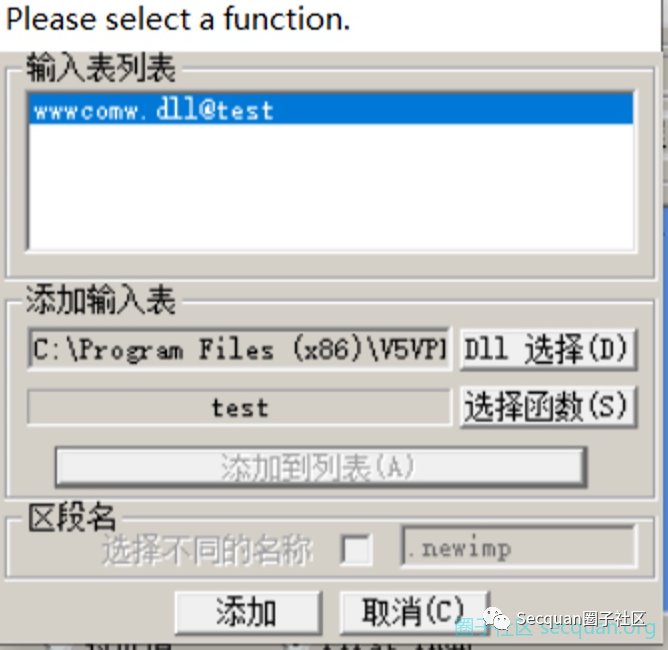 Please select a function.
输入表列表
wwwcomw.dll@test
添加输入表
C:\Program Files (x86)\V5VP
Dll 选择(D)
test
选择函数(S)
添加到列表(A)
区段名
选择不同的名称
.newimp
添加
取消(C)
Secquan圈子社区
圈子社区 secquan.org